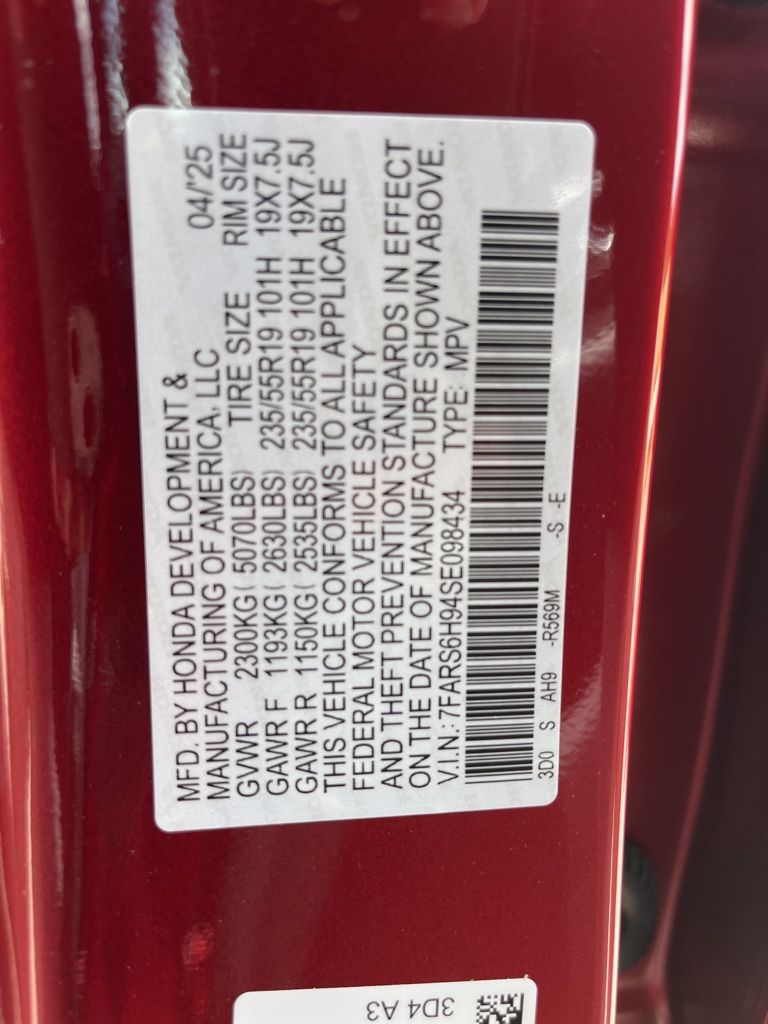 MFD. BY HONDA DEVELOPMENT &
MANUFACTURING OF AMERICA, LLC 04/'25
GVWR 2300KG( 5070LBS) TIRE SIZE RIM SIZE
GAWR F 1193KG( 2630LBS) 235/55R19 101H 19X7.5J
GAWR R 1150KG( 2535LBS) 235/55R19 101H 19X7.5J
THIS VEHICLE CONFORMS TO ALL APPLICABLE
FEDERAL MOTOR VEHICLE SAFETY
AND THEFT PREVENTION STANDARDS IN EFFECT
ON THE DATE OF MANUFACTURE SHOWN ABOVE.
V.I.N.: 7FARS6H94SE098434 TYPE: MPV
3D0 S AH9 -R569M -S -E
3D4 A3